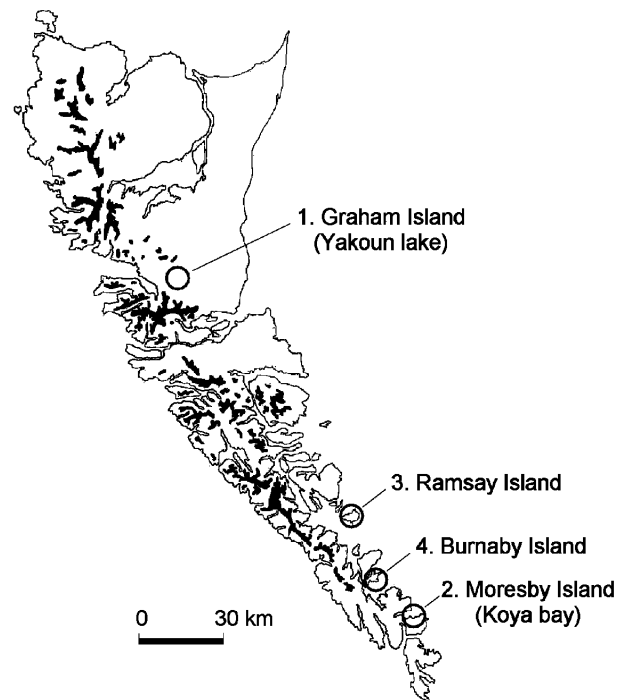 1. Graham Island
(Yakoun lake)
3. Ramsay Island
4. Burnaby Island
2. Moresby Island
(Koya bay)
0 30 km